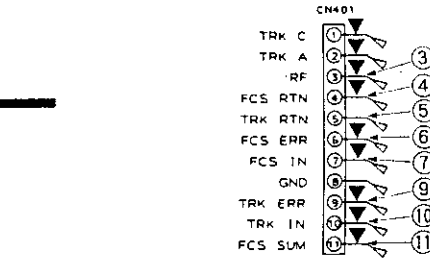 CN401
TRK C ①
TRK A ②
RF ③ ③
FCS RTN ④ ④
TRK RTN ⑤ ⑤
FCS ERR ⑥ ⑥
FCS IN ⑦ ⑦
GND ⑧
TRK ERR ⑨ ⑨
TRK IN ⑩ ⑩
FCS SUM ⑪ ⑪